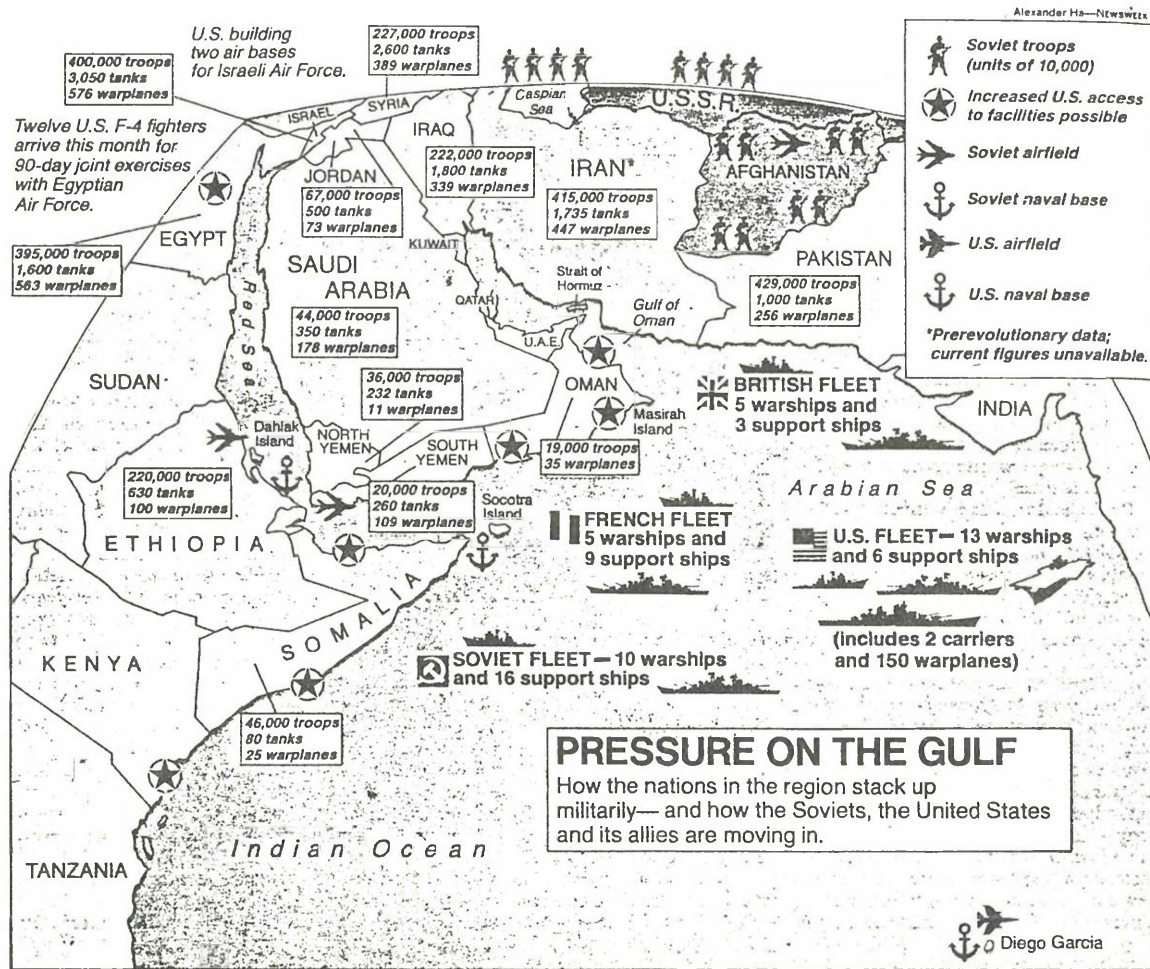 Alexander Ha—NEWSWEEK
U.S. building
two air bases
for Israeli Air Force.
227,000 troops
2,600 tanks
389 warplanes
400,000 troops
3,050 tanks
576 warplanes
Twelve U.S. F-4 fighters
arrive this month for
90-day joint exercises
with Egyptian
Air Force.
Soviet troops
(units of 10,000)
Increased U.S. access
to facilities possible
Soviet airfield
Soviet naval base
U.S. airfield
U.S. naval base
*Prerevolutionary data;
current figures unavailable.
Caspian
Sea
U.S.S.R.
ISRAEL
SYRIA
IRAQ
222,000 troops
1,800 tanks
339 warplanes
IRAN*
415,000 troops
1,735 tanks
447 warplanes
AFGHANISTAN
JORDAN
67,000 troops
500 tanks
73 warplanes
EGYPT
395,000 troops
1,600 tanks
563 warplanes
KUWAIT
SAUDI
ARABIA
44,000 troops
350 tanks
178 warplanes
QATAR
U.A.E.
Strait of
Hormuz
Gulf of
Oman
PAKISTAN
429,000 troops
1,000 tanks
256 warplanes
Red Sea
SUDAN
36,000 troops
232 tanks
11 warplanes
OMAN
Masirah
Island
19,000 troops
35 warplanes
BRITISH FLEET
5 warships and
3 support ships
INDIA
Dahlak
Island
NORTH
YEMEN
SOUTH
YEMEN
220,000 troops
630 tanks
100 warplanes
20,000 troops
260 tanks
109 warplanes
Socotra
Island
Arabian Sea
FRENCH FLEET
5 warships and
9 support ships
U.S. FLEET—13 warships
and 6 support ships
(includes 2 carriers
and 150 warplanes)
ETHIOPIA
SOMALIA
KENYA
SOVIET FLEET—10 warships
and 16 support ships
46,000 troops
80 tanks
25 warplanes
PRESSURE ON THE GULF
How the nations in the region stack up
militarily—and how the Soviets, the United States
and its allies are moving in.
Indian Ocean
TANZANIA
Diego Garcia